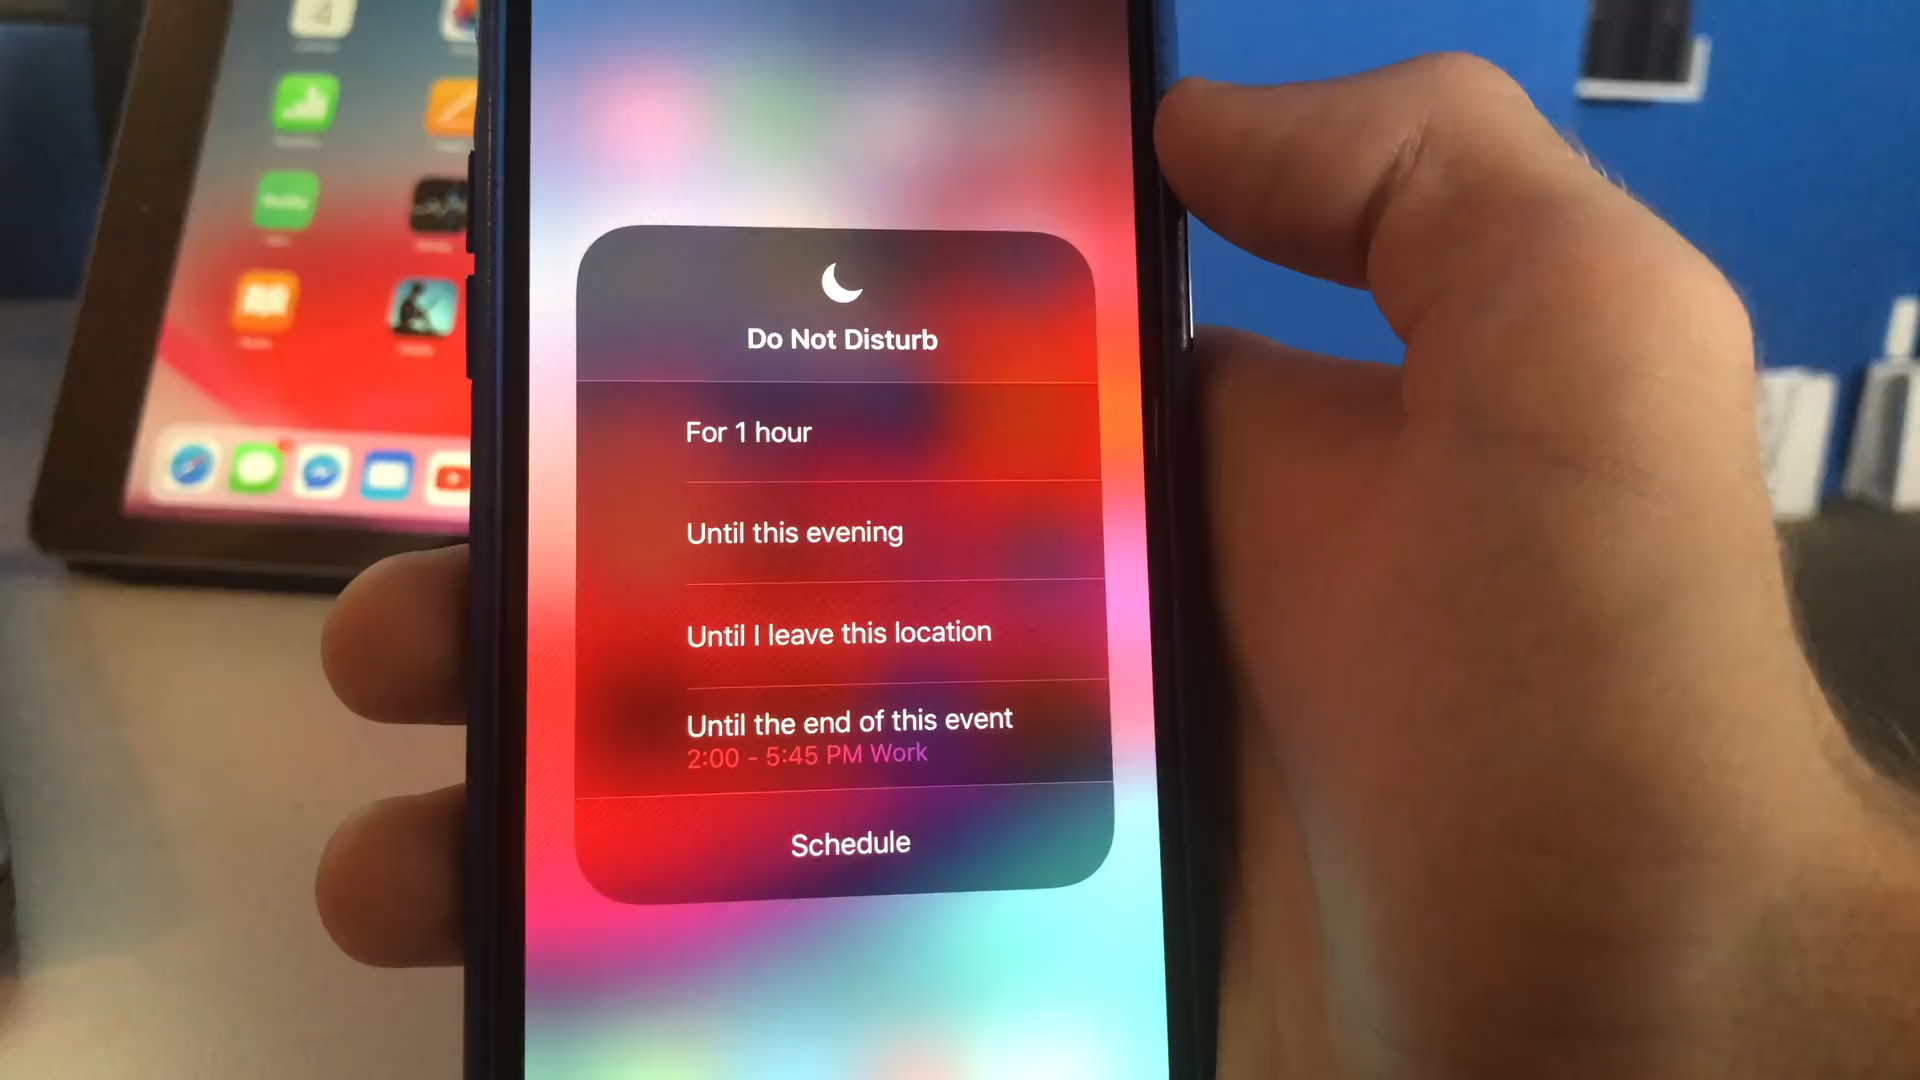 Do Not Disturb
For 1 hour
Until this evening
Until I leave this location
Until the end of this event
2:00 - 5:45 PM Work
Schedule